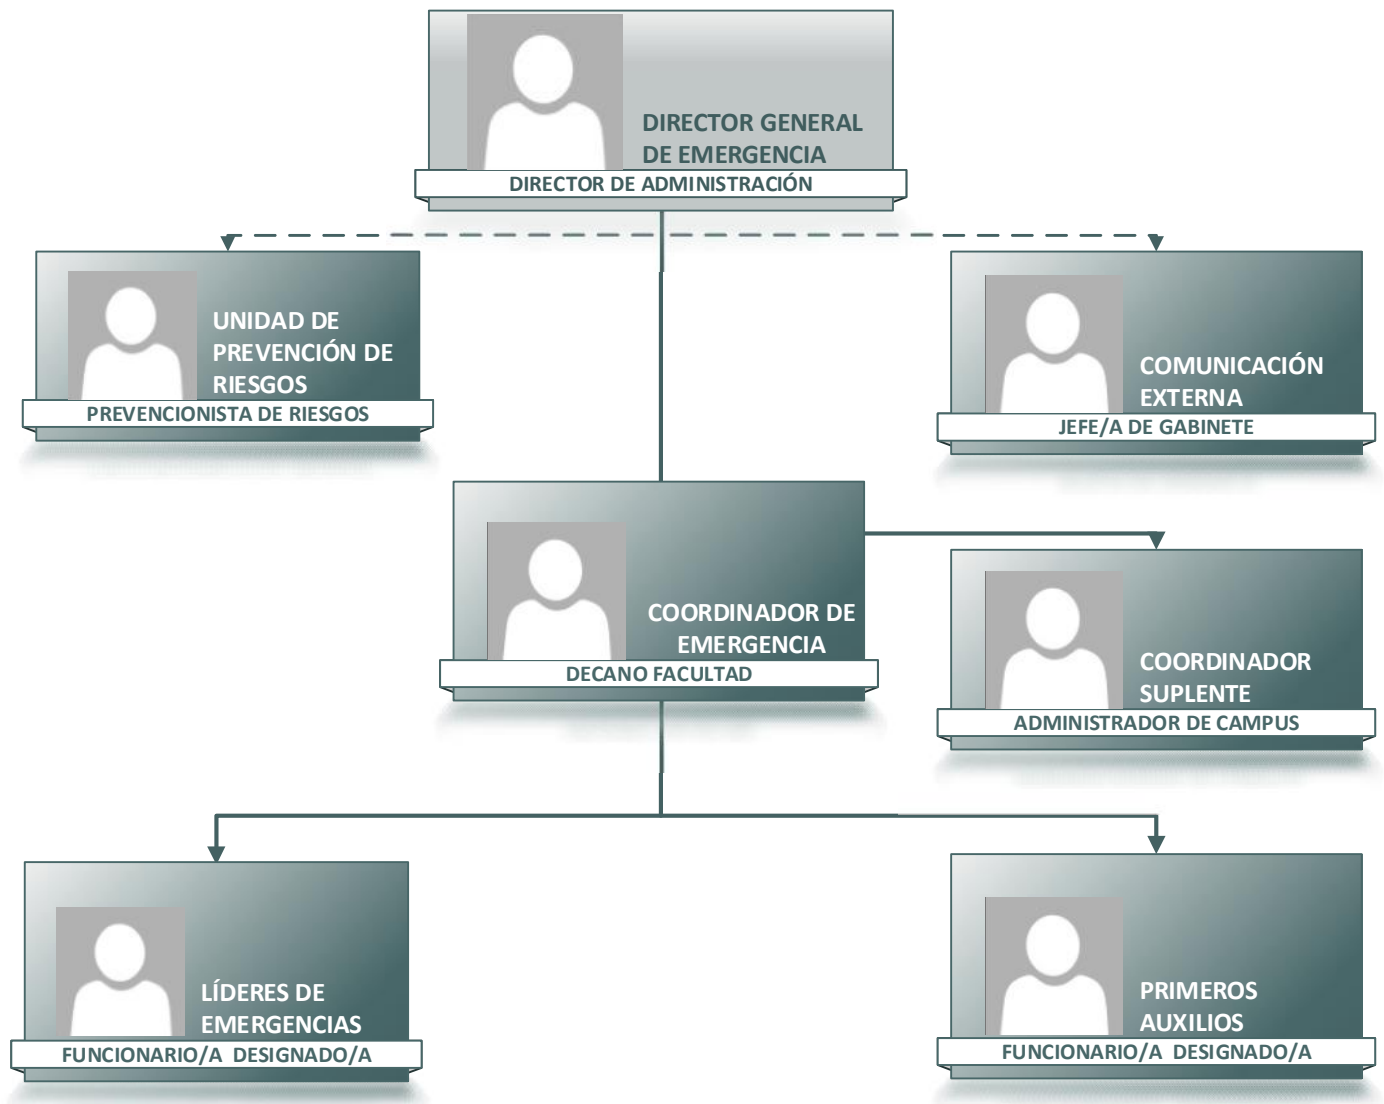 DIRECTOR GENERAL
DE EMERGENCIA
DIRECTOR DE ADMINISTRACIÓN
UNIDAD DE
PREVENCIÓN DE
RIESGOS
PREVENCIONISTA DE RIESGOS
COMUNICACIÓN
EXTERNA
JEFE/A DE GABINETE
COORDINADOR DE
EMERGENCIA
DECANO FACULTAD
COORDINADOR
SUPLENTE
ADMINISTRADOR DE CAMPUS
LÍDERES DE
EMERGENCIAS
FUNCIONARIO/A DESIGNADO/A
PRIMEROS
AUXILIOS
FUNCIONARIO/A DESIGNADO/A